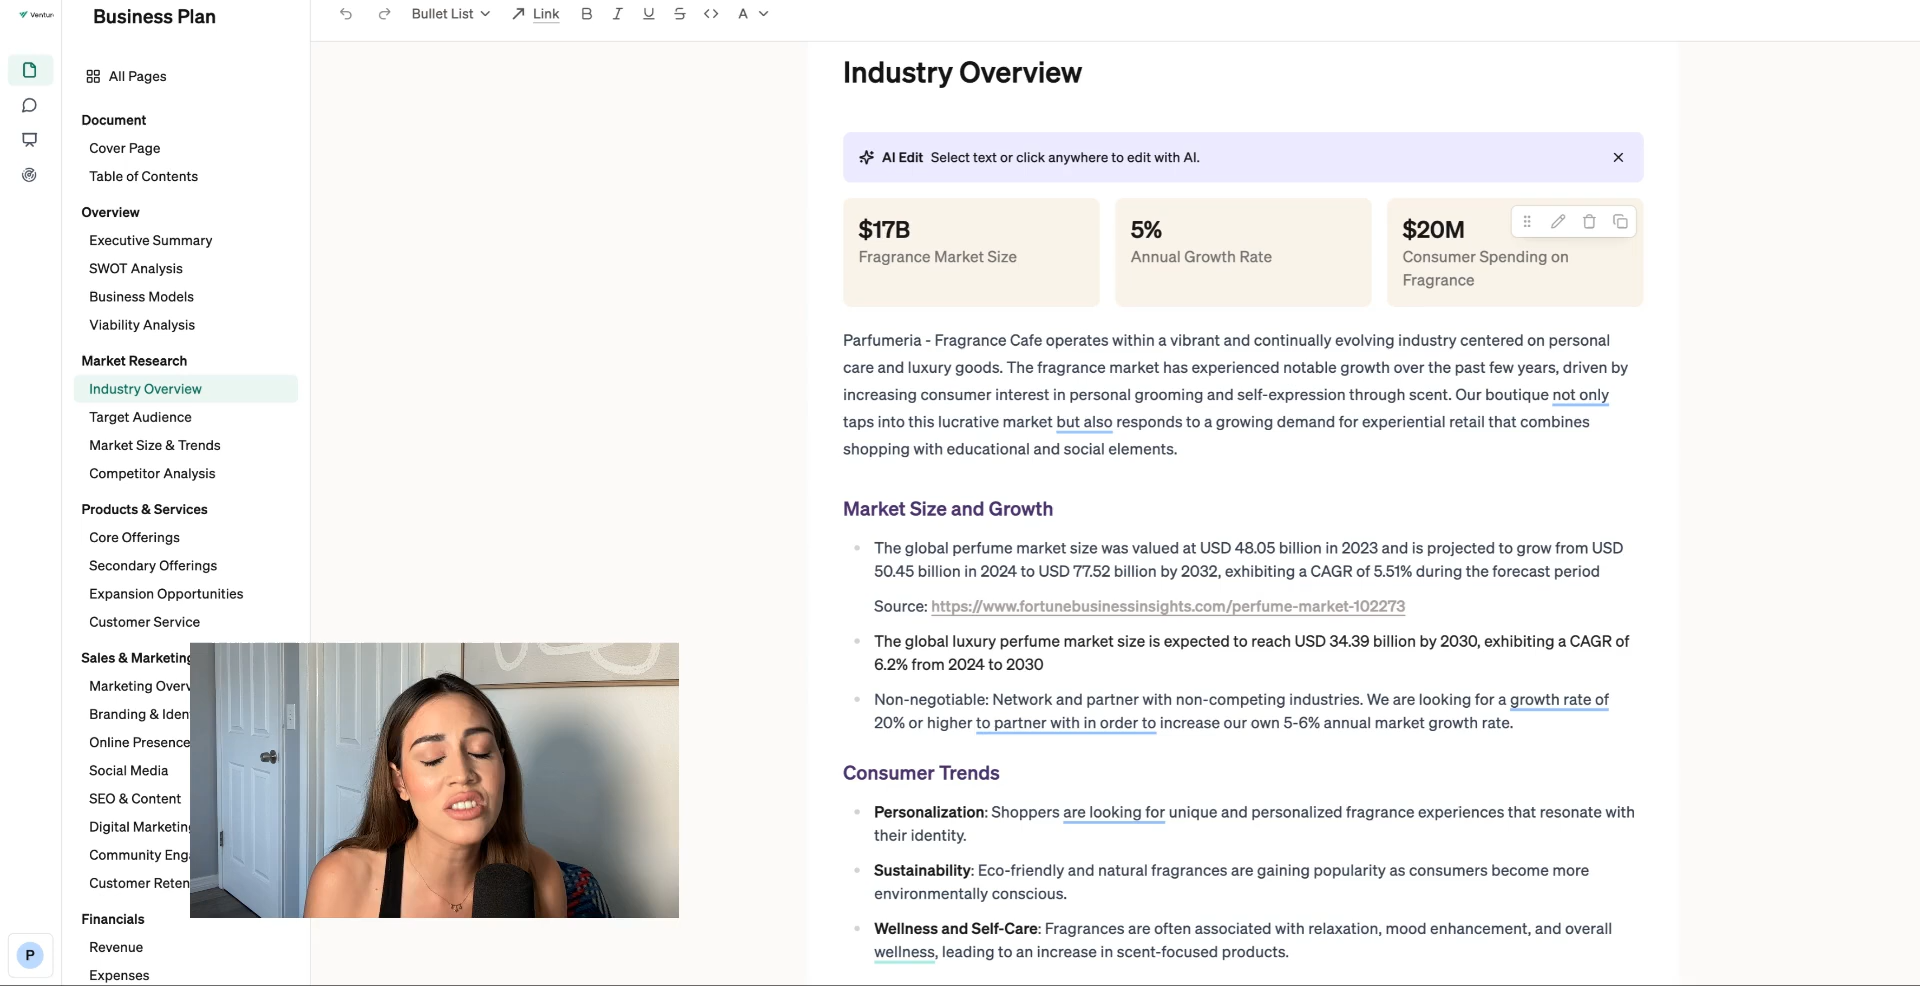 Ventur
Business Plan
Bullet List
Link
B I U S <> A
All Pages
Document
Cover Page
Table of Contents
Overview
Executive Summary
SWOT Analysis
Business Models
Viability Analysis
Market Research
Industry Overview
Target Audience
Market Size & Trends
Competitor Analysis
Products & Services
Core Offerings
Secondary Offerings
Expansion Opportunities
Customer Service
Sales & Marketing
Marketing Overv
Branding & Iden
Online Presence
Social Media
SEO & Content
Digital Marketing
Community Eng
Customer Reten
Financials
Revenue
Expenses
P
Industry Overview
AI Edit Select text or click anywhere to edit with AI.
$17B
Fragrance Market Size
5%
Annual Growth Rate
$20M
Consumer Spending on
Fragrance
Parfumeria - Fragrance Cafe operates within a vibrant and continually evolving industry centered on personal
care and luxury goods. The fragrance market has experienced notable growth over the past few years, driven by
increasing consumer interest in personal grooming and self-expression through scent. Our boutique not only
taps into this lucrative market but also responds to a growing demand for experiential retail that combines
shopping with educational and social elements.
Market Size and Growth
The global perfume market size was valued at USD 48.05 billion in 2023 and is projected to grow from USD
50.45 billion in 2024 to USD 77.52 billion by 2032, exhibiting a CAGR of 5.51% during the forecast period
Source: https://www.fortunebusinessinsights.com/perfume-market-102273
The global luxury perfume market size is expected to reach USD 34.39 billion by 2030, exhibiting a CAGR of
6.2% from 2024 to 2030
Non-negotiable: Network and partner with non-competing industries. We are looking for a growth rate of
20% or higher to partner with in order to increase our own 5-6% annual market growth rate.
Consumer Trends
Personalization: Shoppers are looking for unique and personalized fragrance experiences that resonate with
their identity.
Sustainability: Eco-friendly and natural fragrances are gaining popularity as consumers become more
environmentally conscious.
Wellness and Self-Care: Fragrances are often associated with relaxation, mood enhancement, and overall
wellness, leading to an increase in scent-focused products.